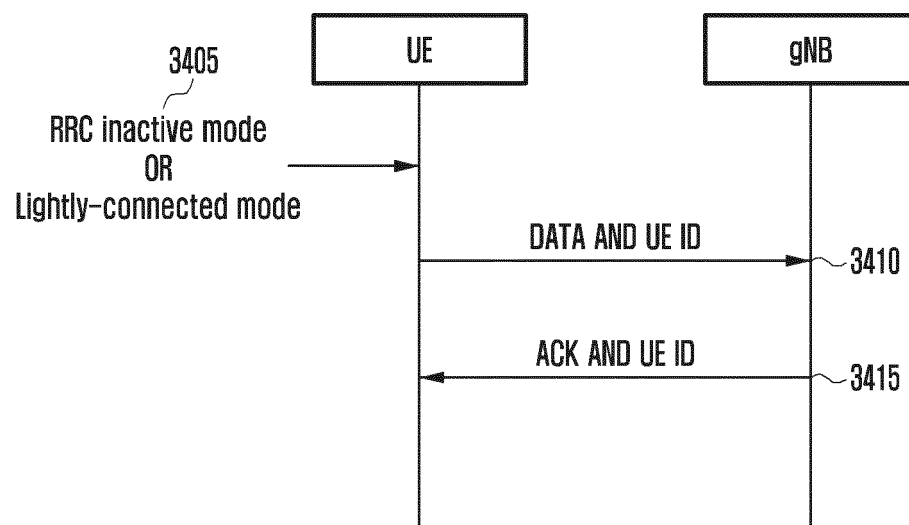 UE
gNB
3405
RRC inactive mode
OR
Lightly-connected mode
DATA AND UE ID
3410
ACK AND UE ID
3415